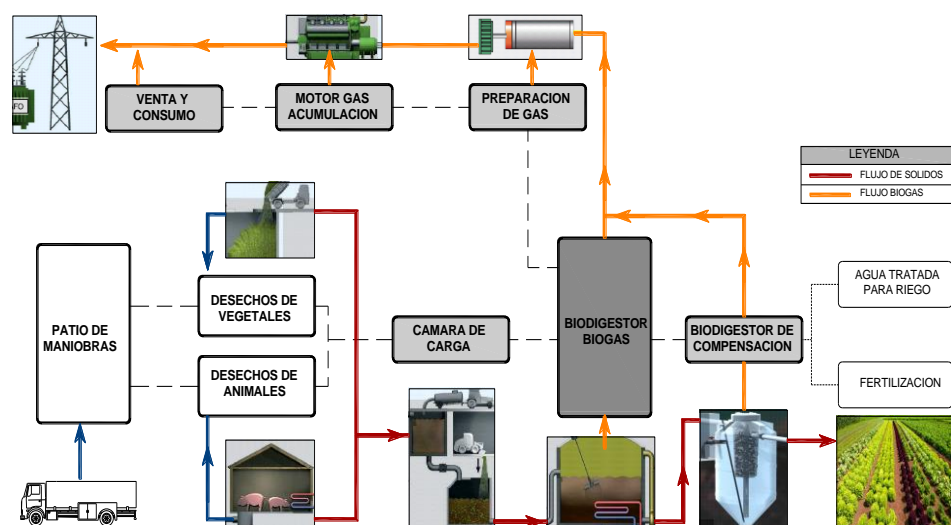 VENTA Y
CONSUMO
MOTOR GAS
ACUMULACION
PREPARACION
DE GAS
LEYENDA
FLUJO DE SOLIDOS
FLUJO BIOGAS
PATIO DE
MANIOBRAS
DESECHOS DE
VEGETALES
DESECHOS DE
ANIMALES
CAMARA DE
CARGA
BIODIGESTOR
BIOGAS
BIODIGESTOR DE
COMPENSACION
AGUA TRATADA
PARA RIEGO
FERTILIZACION